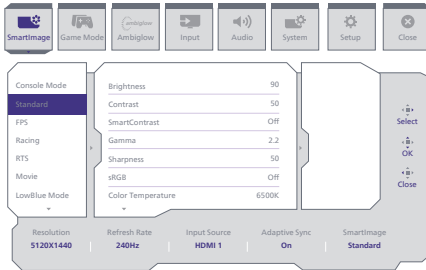 SmartImage
Game Mode
Ambiglow
Ambiglow
Input
Audio
System
Setup
Close
Console Mode
Standard
FPS
Racing
RTS
Movie
LowBlue Mode
Brightness 90
Contrast 50
SmartContrast Off
Gamma 2.2
Sharpness 50
sRGB Off
Color Temperature 6500K
Select
OK
Close
Resolution Refresh Rate Input Source Adaptive Sync SmartImage
5120X1440 240Hz HDMI 1 On Standard